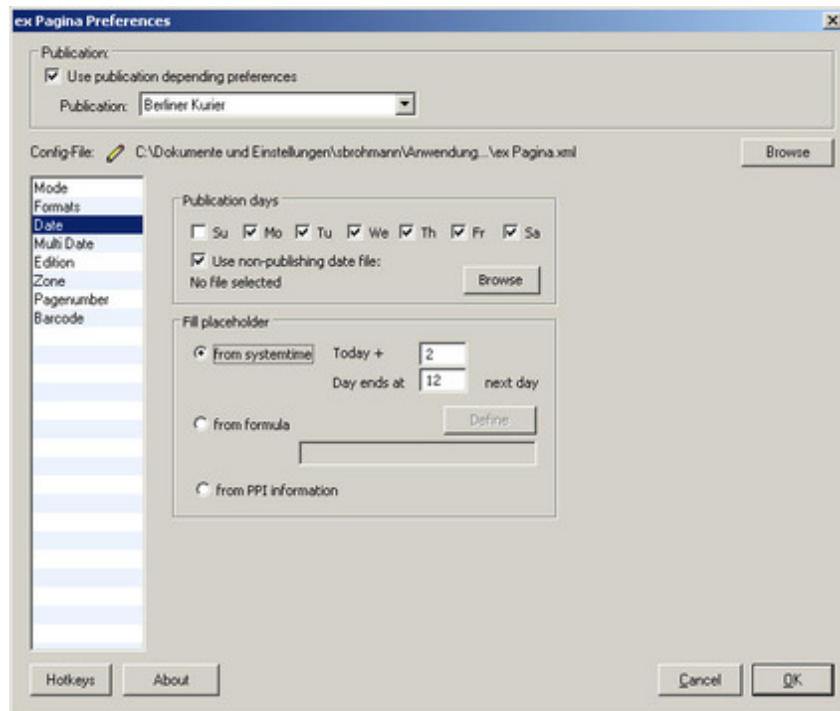 ex Pagina Preferences
Publication:
Use publication depending preferences
Publication: Berliner Kurier
Config-File: C:\Dokumente und Einstellungen\sbrohmann\Anwendung...\ex Pagina.xml Browse
Mode
Formats
Date
Multi Date
Edition
Zone
Pagenumber
Barcode
Publication days
Su Mo Tu We Th Fr Sa
Use non-publishing date file:
No file selected Browse
Fill placeholder
from systemtime Today + 2
Day ends at 12 next day
from formula Define
from PPI information
Hotkeys About Cancel OK